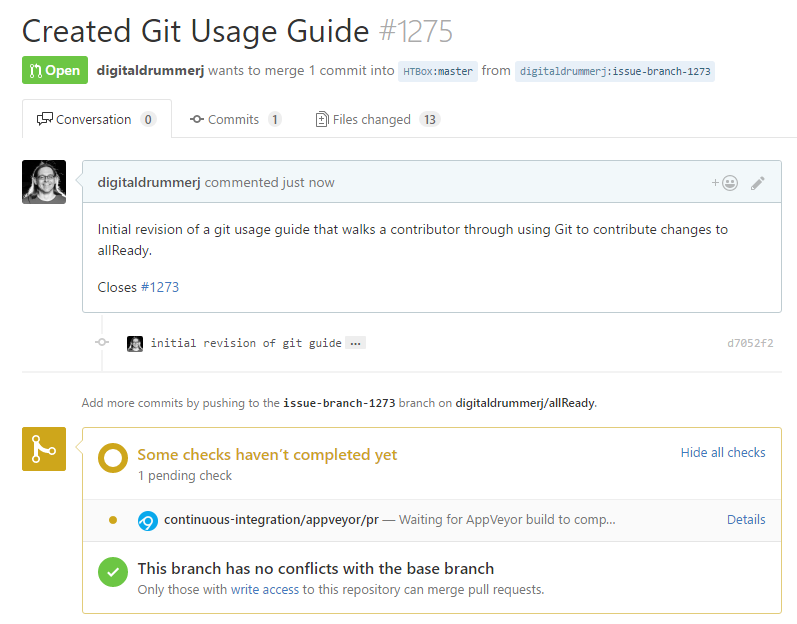 Created Git Usage Guide #1275
Open digitaldrummerj wants to merge 1 commit into HTBox:master from digitaldrummerj:issue-branch-1273
Conversation 0 Commits 1 Files changed 13
digitaldrummerj commented just now
Initial revision of a git usage guide that walks a contributor through using Git to contribute changes to
allReady.
Closes #1273
initial revision of git guide … d7052f2
Add more commits by pushing to the issue-branch-1273 branch on digitaldrummerj/allReady.
Some checks haven't completed yet Hide all checks
1 pending check
continuous-integration/appveyor/pr — Waiting for AppVeyor build to comp... Details
This branch has no conflicts with the base branch
Only those with write access to this repository can merge pull requests.